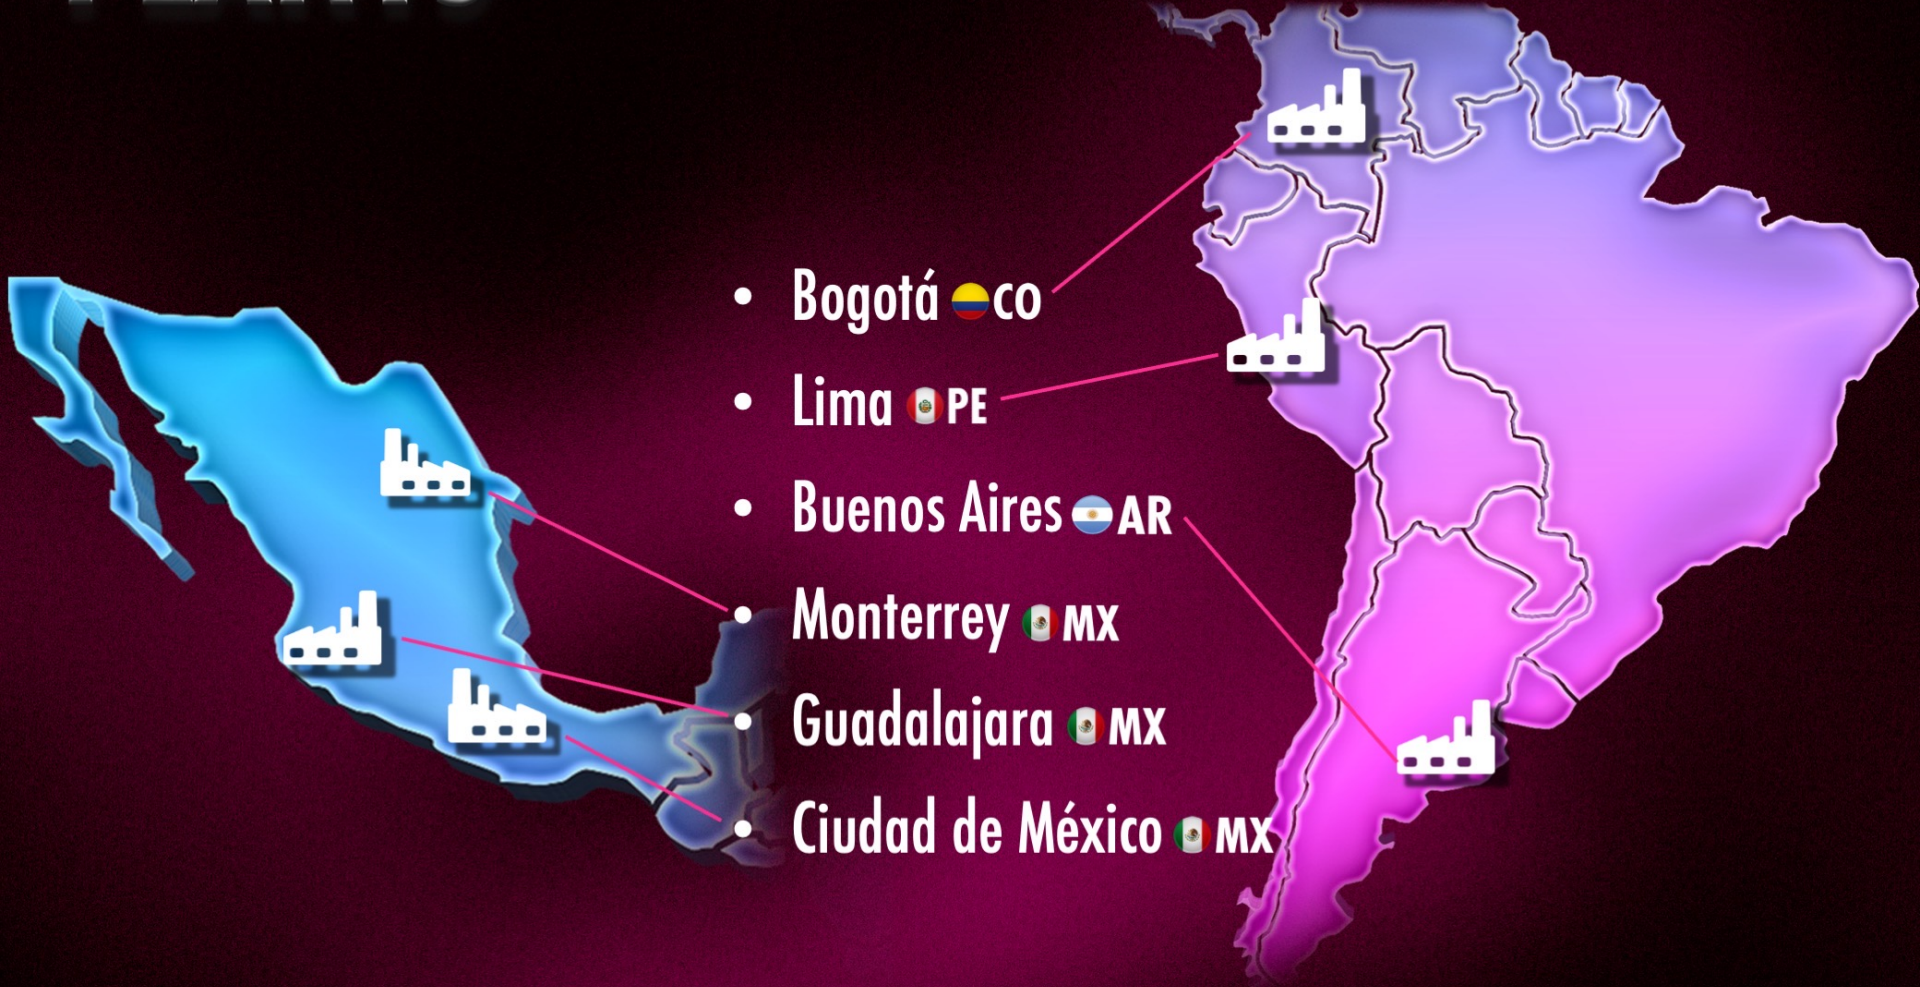 Bogotá CO
Lima PE
Buenos Aires AR
Monterrey MX
Guadalajara MX
Ciudad de México MX